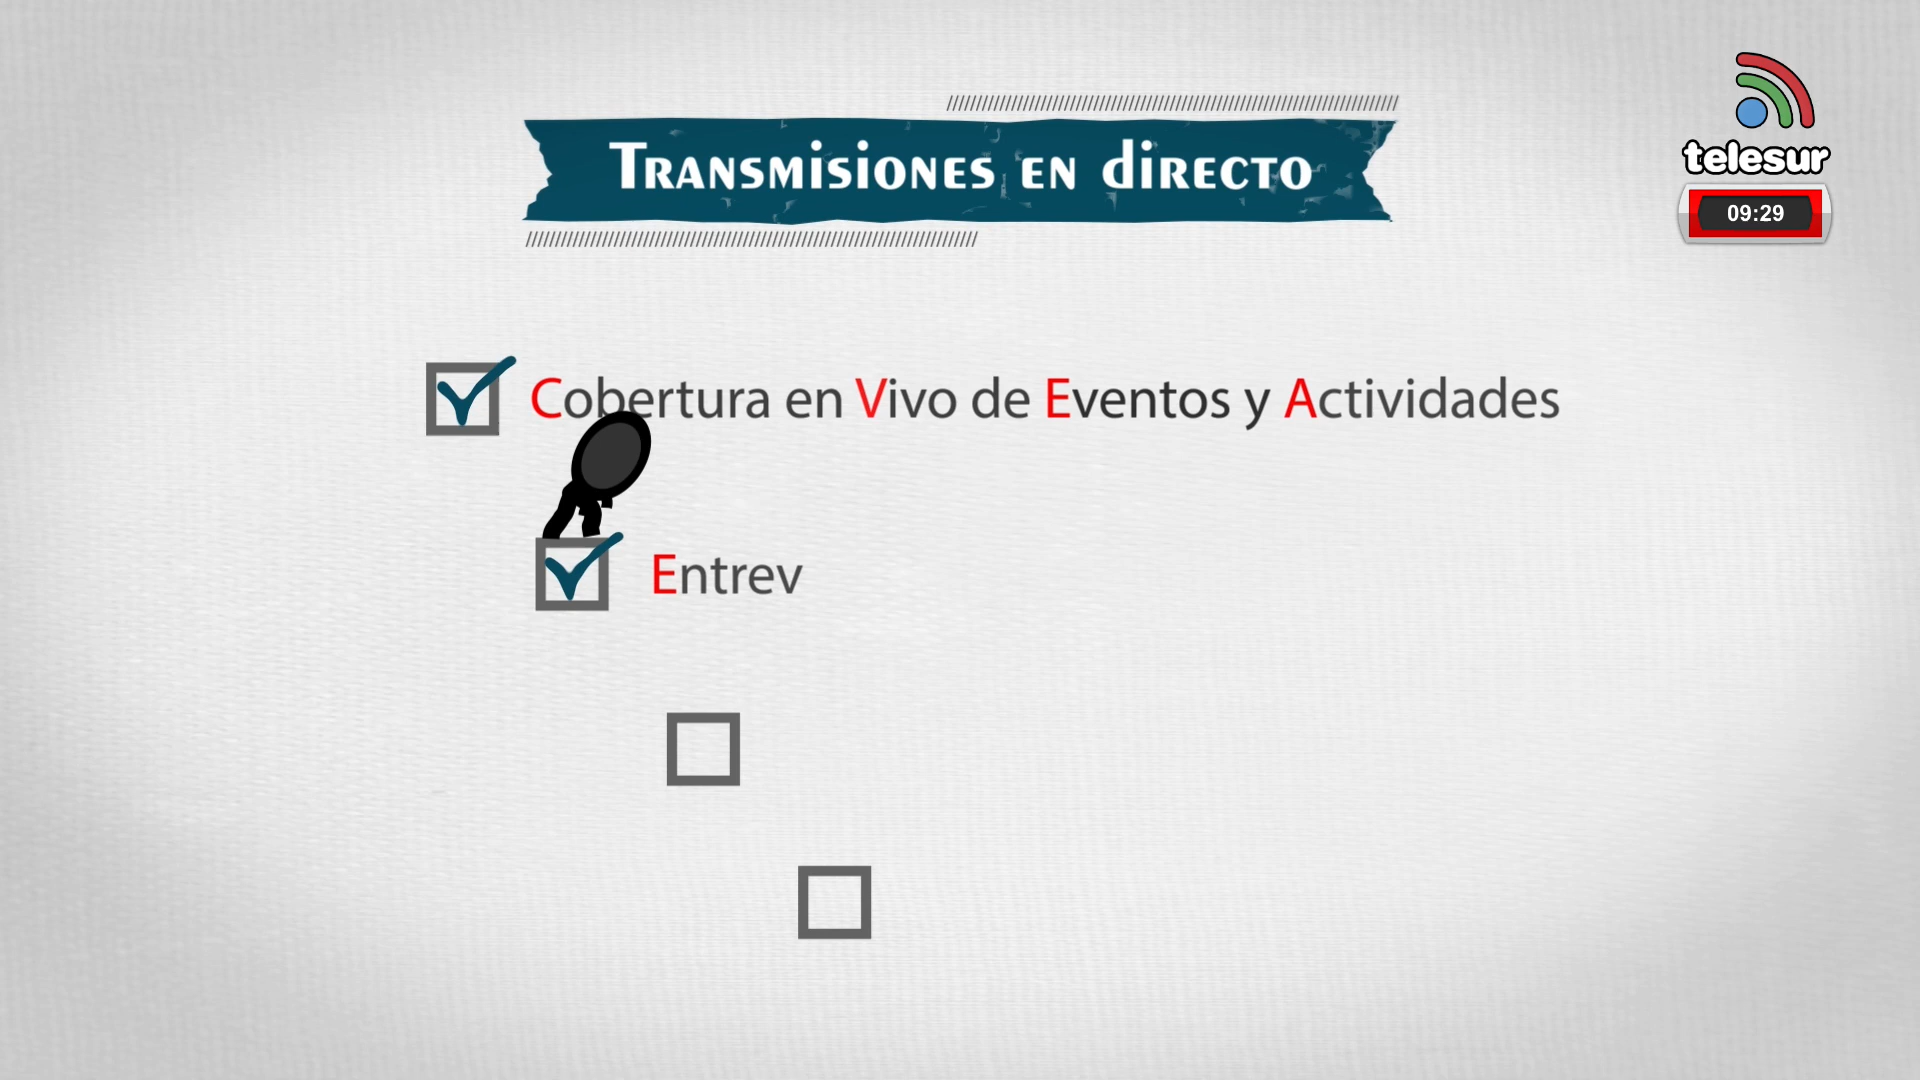 Transmisiones en directo
telesur
09:29
Cobertura en Vivo de Eventos y Actividades
Entrev